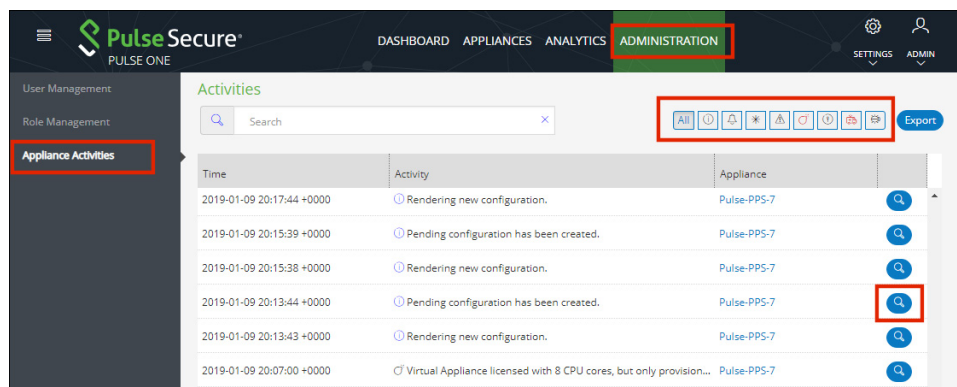 Pulse Secure®
PULSE ONE
DASHBOARD APPLIANCES ANALYTICS ADMINISTRATION
SETTINGS
ADMIN
User Management
Role Management
Appliance Activities
Activities
Search
All
Export
Time Activity Appliance
2019-01-09 20:17:44 +0000 Rendering new configuration. Pulse-PPS-7
2019-01-09 20:15:39 +0000 Pending configuration has been created. Pulse-PPS-7
2019-01-09 20:15:38 +0000 Rendering new configuration. Pulse-PPS-7
2019-01-09 20:13:44 +0000 Pending configuration has been created. Pulse-PPS-7
2019-01-09 20:13:43 +0000 Rendering new configuration. Pulse-PPS-7
2019-01-09 20:07:00 +0000 Virtual Appliance licensed with 8 CPU cores, but only provision... Pulse-PPS-7